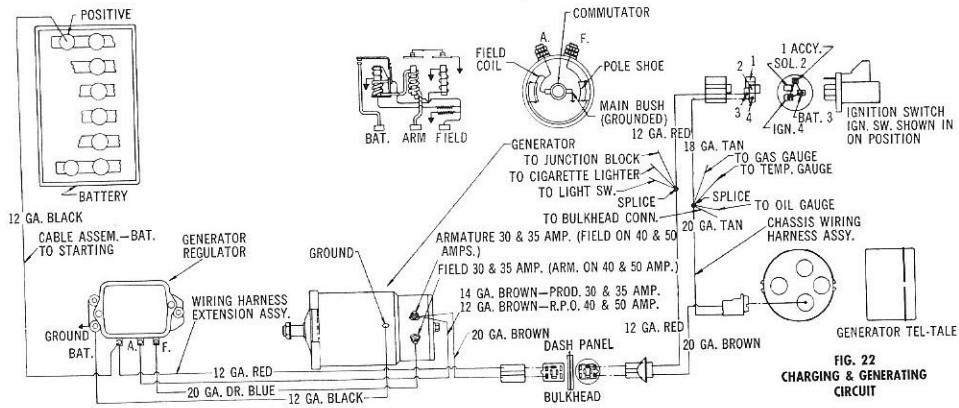 POSITIVE
COMMUTATOR
A.
F.
FIELD
COIL
POLE SHOE
MAIN BUSH
(GROUNDED)
BAT.
ARM
FIELD
BATTERY
12 GA. BLACK
CABLE ASSEM.—BAT.
TO STARTING
GENERATOR
REGULATOR
GROUND
BAT.
A.
F.
WIRING HARNESS
EXTENSION ASSY.
GENERATOR
GROUND
12 GA. RED
TO JUNCTION BLOCK
TO CIGARETTE LIGHTER
TO LIGHT SW.
SPLICE
TO BULKHEAD CONN.
ARMATURE 30 & 35 AMP. (FIELD ON 40 & 50
AMPS.)
FIELD 30 & 35 AMP. (ARM. ON 40 & 50 AMP.)
14 GA. BROWN—PROD. 30 & 35 AMP.
12 GA. BROWN—R.P.O. 40 & 50 AMP.
20 GA. BROWN
1
2
3
4
1 ACCY.
SOL. 2
BAT. 3
IGN. 4
IGNITION SWITCH
IGN. SW. SHOWN IN
ON POSITION
18 GA. TAN
TO GAS GAUGE
TO TEMP. GAUGE
SPLICE
TO OIL GAUGE
20 GA. TAN
CHASSIS WIRING
HARNESS ASSY.
GENERATOR TEL-TALE
12 GA. RED
20 GA. BROWN
DASH PANEL
BULKHEAD
12 GA. RED
20 GA. DR. BLUE
12 GA. BLACK
FIG. 22
CHARGING & GENERATING
CIRCUIT